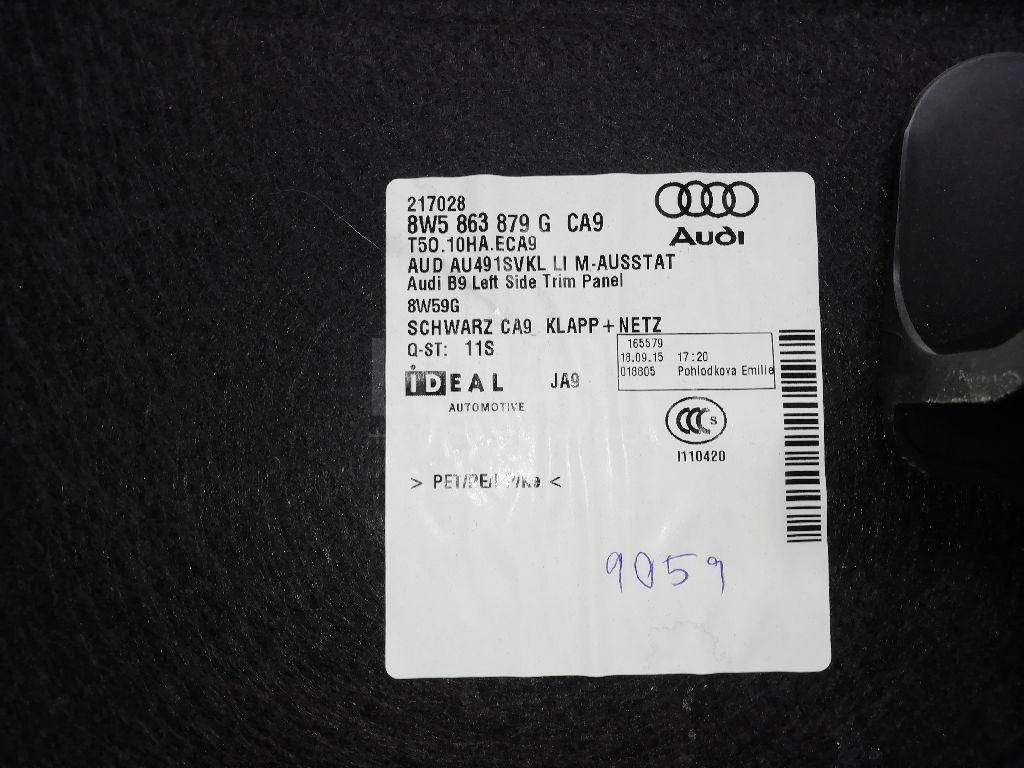 217028
8W5 863 879 G CA9
Audi
T50.10HA.ECA9
AUD AU491SVKL LI M-AUSSTAT
Audi B9 Left Side Trim Panel
8W59G
SCHWARZ CA9 KLAPP+NETZ
Q-ST: 11S
165579
18.09.15 17:20
018805 Pohlodkova Emilie
iDEAL JA9
AUTOMOTIVE
CCC S
I110420
> <
9059